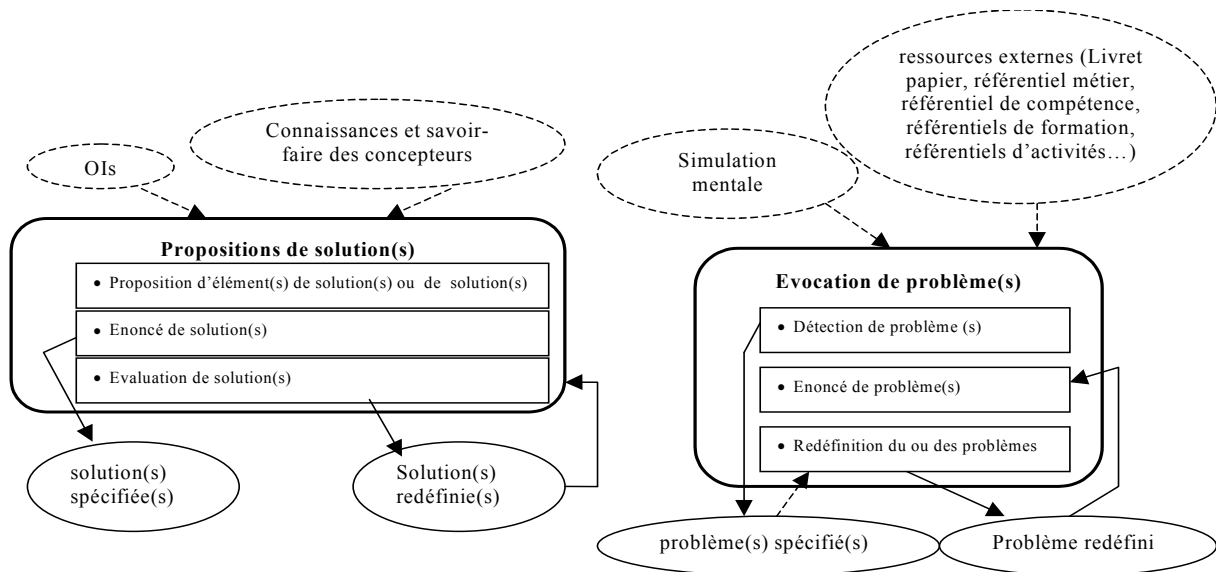 OIs
Connaissances et savoir-
faire des concepteurs
Propositions de solution(s)
• Proposition d'élément(s) de solution(s) ou de solution(s)
• Enoncé de solution(s)
• Evaluation de solution(s)
solution(s)
spécifiée(s)
Solution(s)
redéfinie(s)
Simulation
mentale
ressources externes (Livret
papier, référentiel métier,
référentiel de compétence,
référentiels de formation,
référentiels d'activités…)
Evocation de problème(s)
• Détection de problème (s)
• Enoncé de problème(s)
• Redéfinition du ou des problèmes
problème(s) spécifié(s)
Problème redéfini